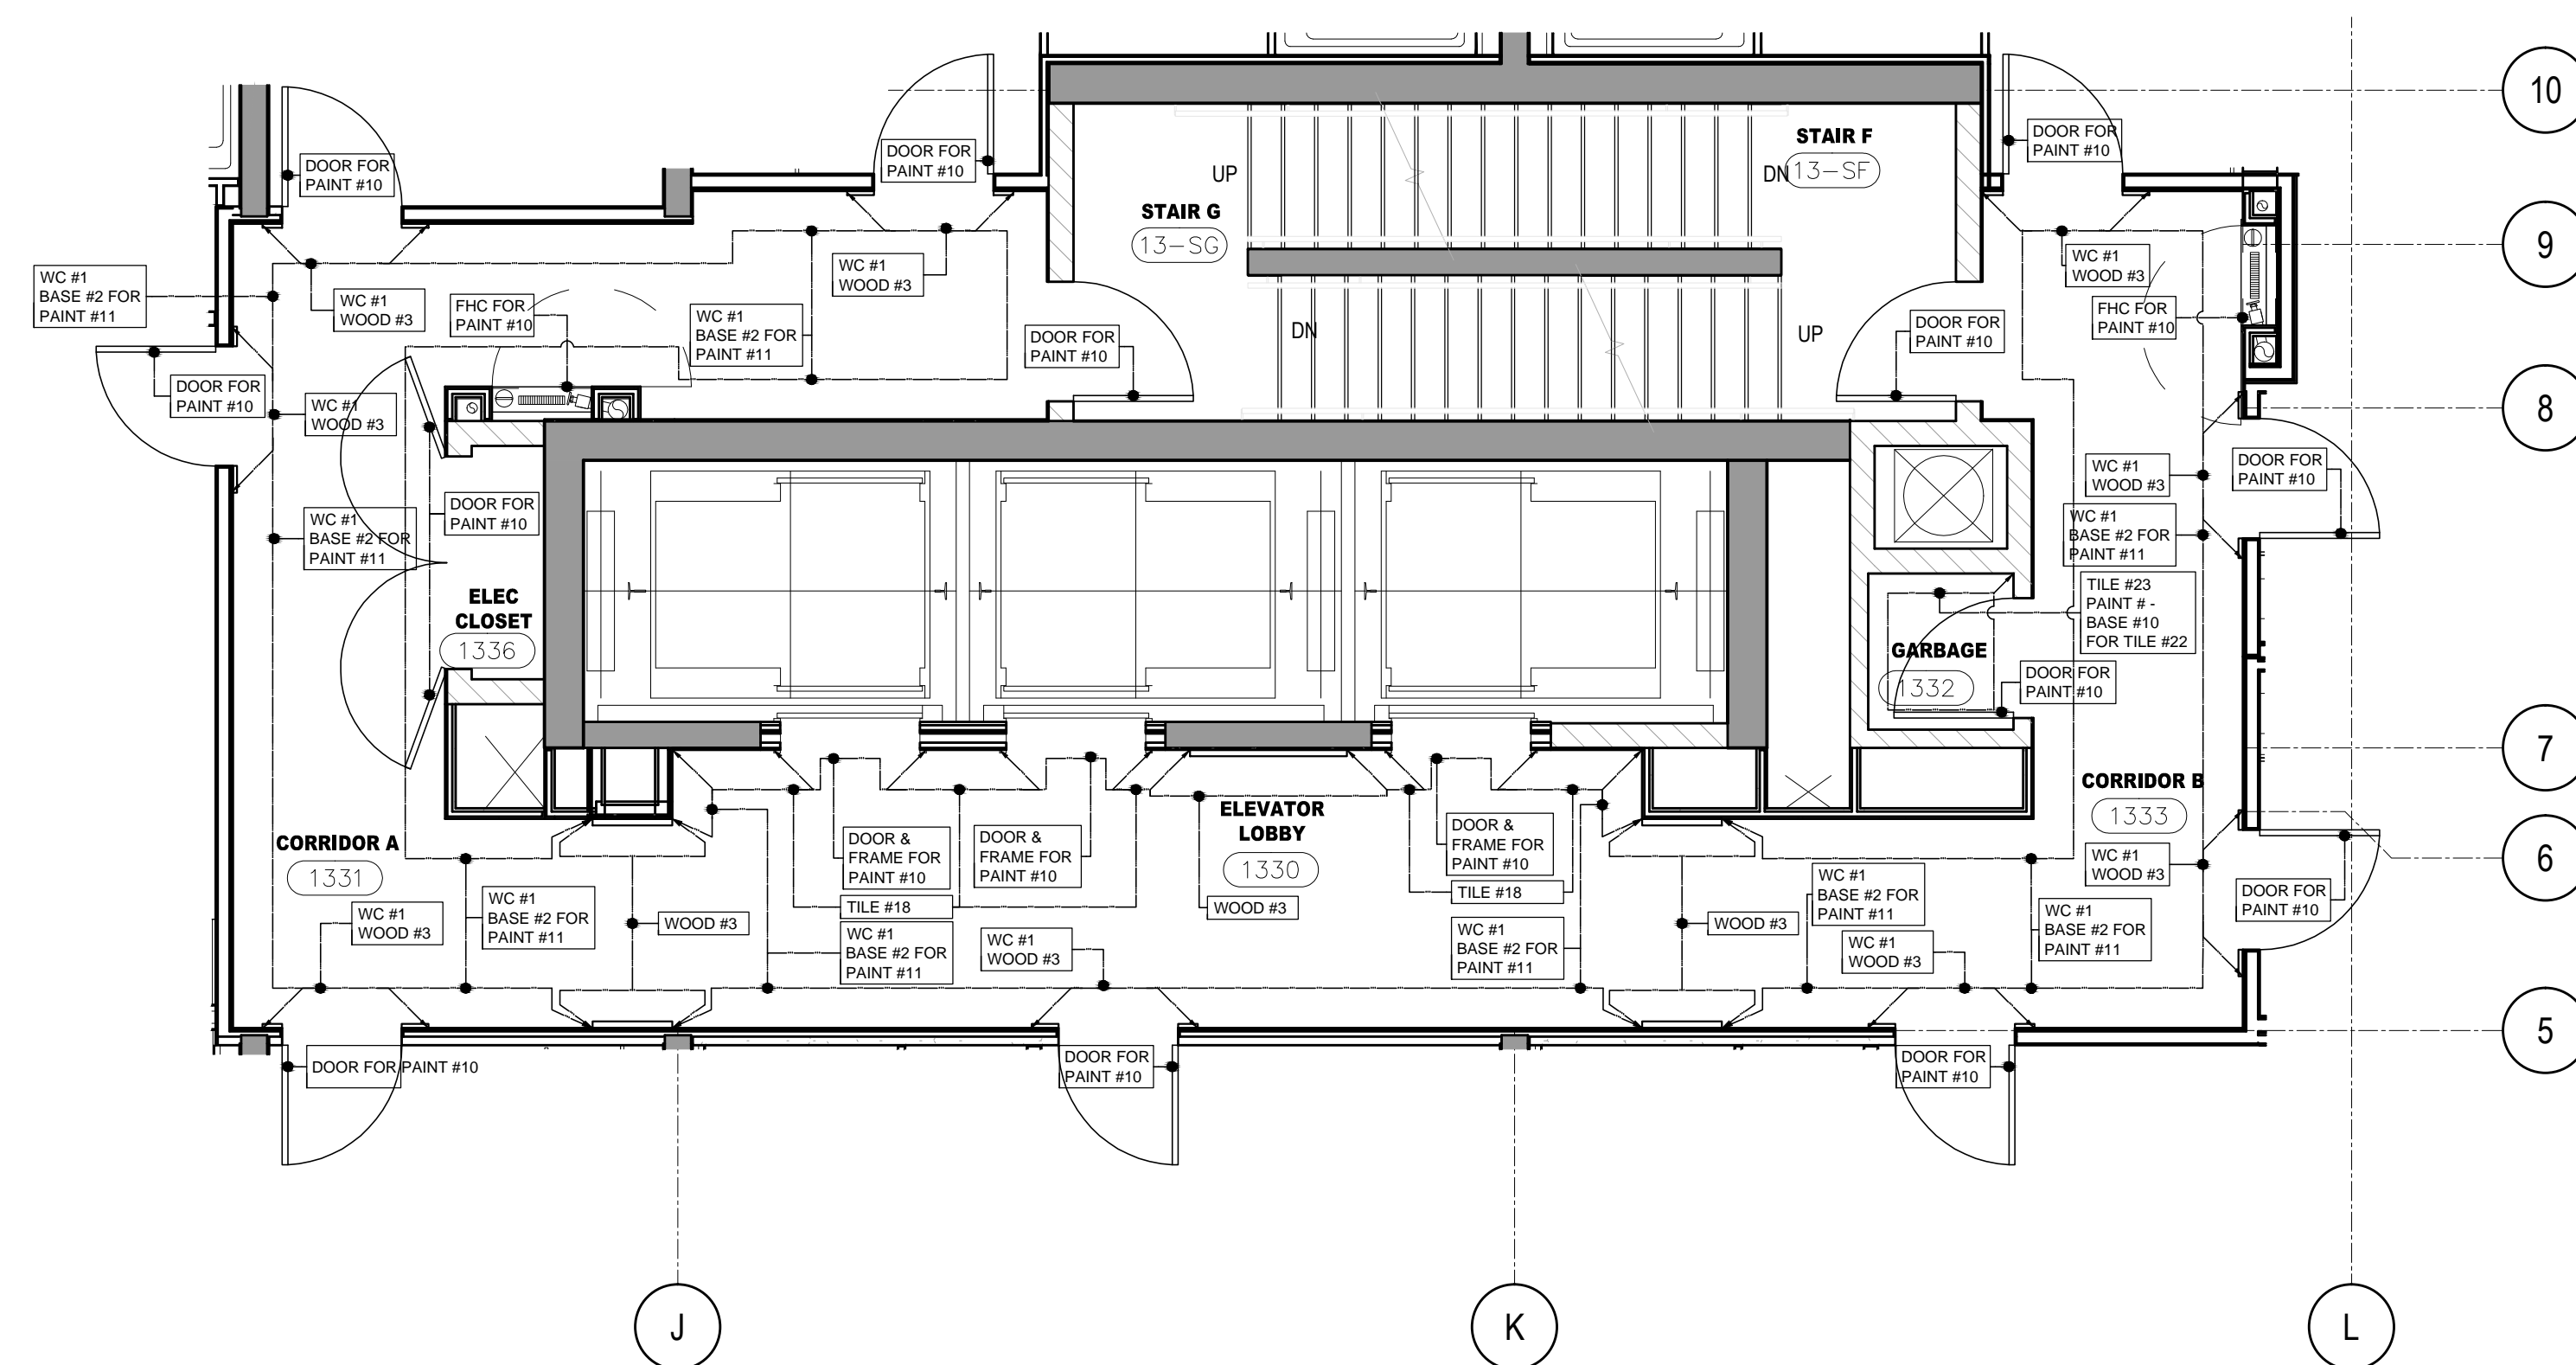 10
DOOR FOR
PAINT #10
DOOR FOR
PAINT #10
DOOR FOR
PAINT #10
STAIR F
13-SF
UP
DN
STAIR G
13-SG
9
WC #1
BASE #2 FOR
PAINT #11
WC #1
WOOD #3
FHC FOR
PAINT #10
WC #1
BASE #2 FOR
PAINT #11
WC #1
WOOD #3
DOOR FOR
PAINT #10
DN
UP
DOOR FOR
PAINT #10
WC #1
WOOD #3
FHC FOR
PAINT #10
8
DOOR FOR
PAINT #10
WC #1
WOOD #3
WC #1
BASE #2 FOR
PAINT #11
DOOR FOR
PAINT #10
WC #1
WOOD #3
DOOR FOR
PAINT #10
WC #1
BASE #2 FOR
PAINT #11
TILE #23
PAINT # -
BASE #10
FOR TILE #22
ELEC
CLOSET
1336
GARBAGE
1332
DOOR FOR
PAINT #10
7
CORRIDOR B
1333
CORRIDOR A
1331
DOOR &
FRAME FOR
PAINT #10
DOOR &
FRAME FOR
PAINT #10
ELEVATOR
LOBBY
1330
WOOD #3
DOOR &
FRAME FOR
PAINT #10
TILE #18
TILE #18
WC #1
WOOD #3
6
DOOR FOR
PAINT #10
WC #1
WOOD #3
WC #1
BASE #2 FOR
PAINT #11
WOOD #3
WC #1
BASE #2 FOR
PAINT #11
WC #1
WOOD #3
WC #1
BASE #2 FOR
PAINT #11
WOOD #3
WC #1
BASE #2 FOR
PAINT #11
WC #1
WOOD #3
WC #1
BASE #2 FOR
PAINT #11
5
DOOR FOR PAINT #10
DOOR FOR
PAINT #10
DOOR FOR
PAINT #10
J
K
L